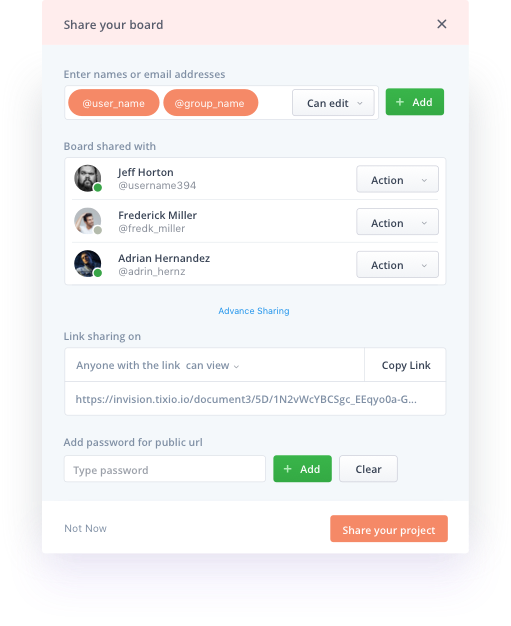 Share your board
Enter names or email addresses
@user_name @group_name Can edit + Add
Board shared with
Jeff Horton
@username394
Action
Frederick Miller
@fredk_miller
Action
Adrian Hernandez
@adrin_hernz
Action
Advance Sharing
Link sharing on
Anyone with the link can view Copy Link
https://invision.tixio.io/document3/5D/1N2vWcYBCSgc_EEqyo0a-G...
Add password for public url
Type password + Add Clear
Not Now Share your project